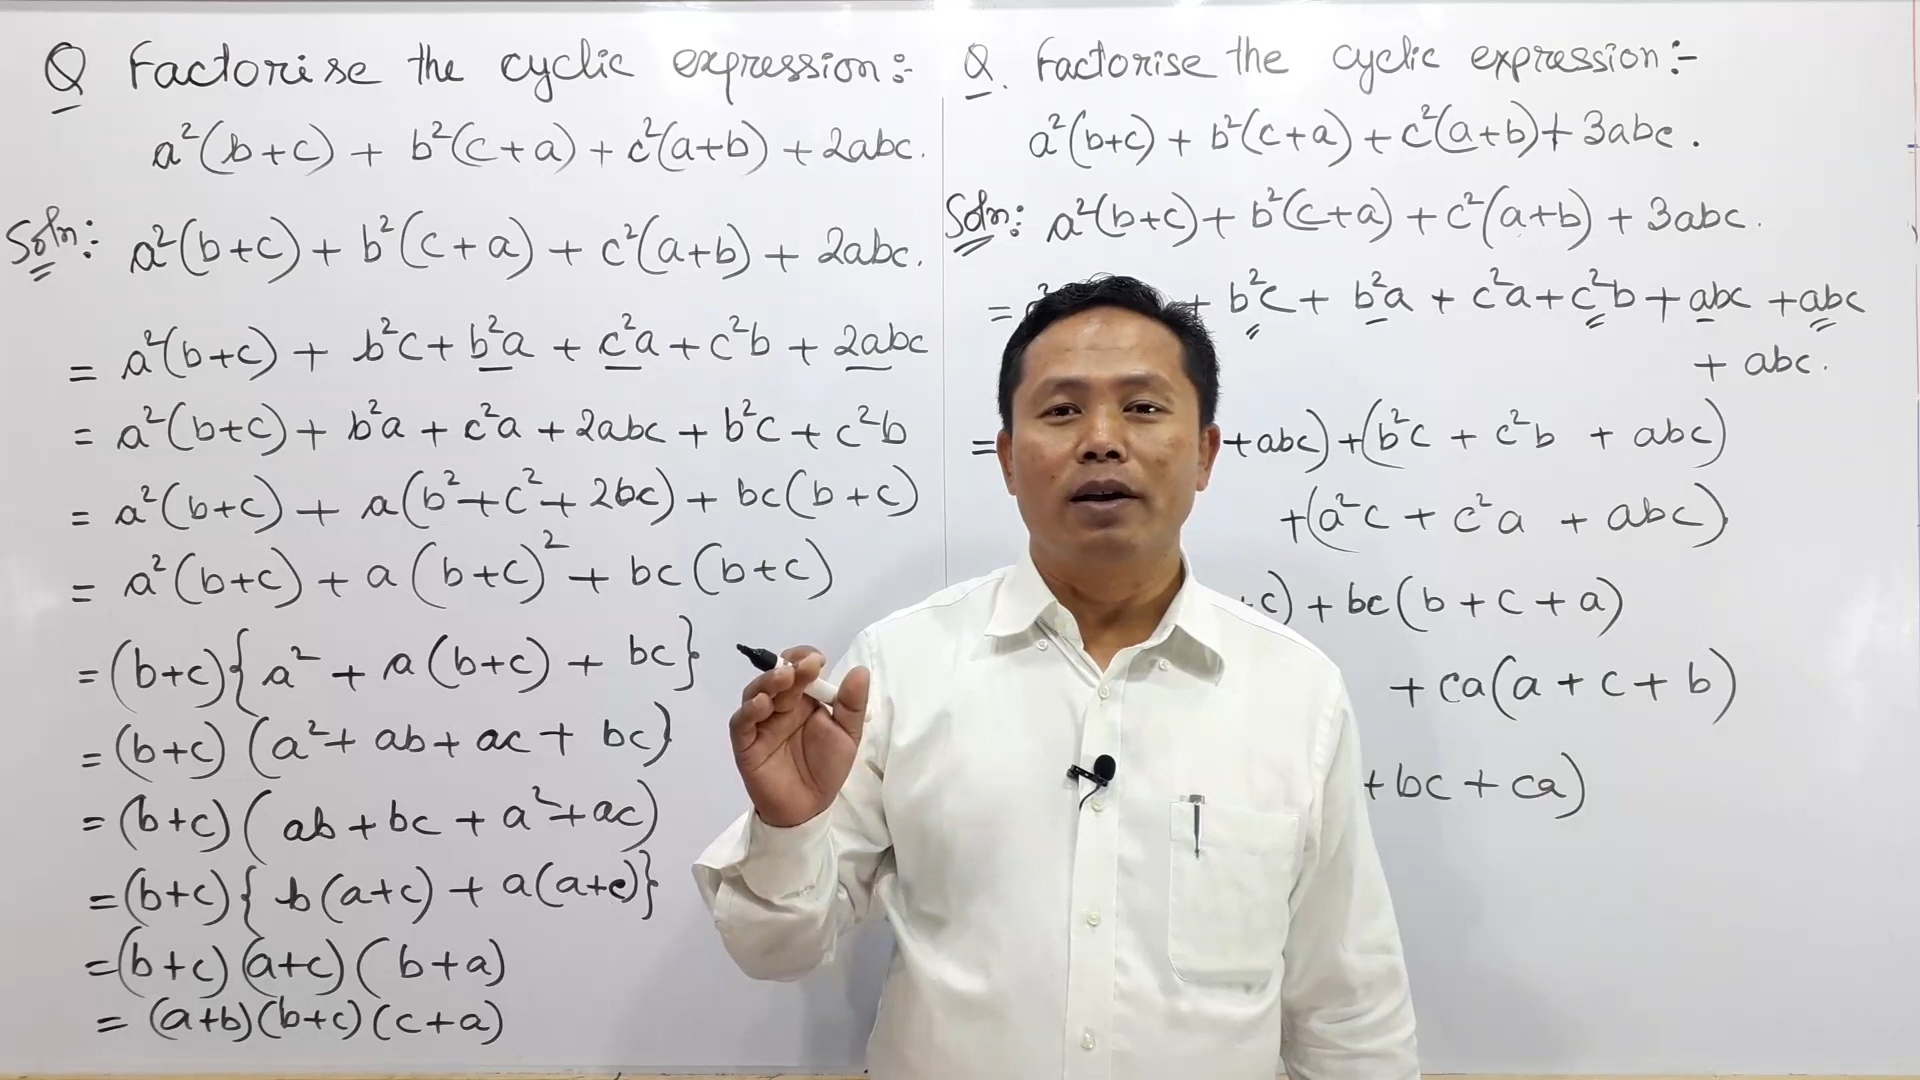 Q Factorise the cyclic expression :-
a²(b+c) + b²(c+a) + c²(a+b) + 2abc.
Soln: a²(b+c) + b²(c+a) + c²(a+b) + 2abc.
= a²(b+c) + b²c + b²a + c²a + c²b + 2abc
= a²(b+c) + b²a + c²a + 2abc + b²c + c²b
= a²(b+c) + a(b²+c²+2bc) + bc(b+c)
= a²(b+c) + a(b+c)² + bc(b+c)
= (b+c){a² + a(b+c) + bc}
= (b+c)(a²+ab+ac+bc}
= (b+c)(ab+bc+a²+ac)
= (b+c){b(a+c) + a(a+c)}
= (b+c)(a+c)(b+a)
= (a+b)(b+c)(c+a)
Q. Factorise the cyclic expression :-
a²(b+c) + b²(c+a) + c²(a+b) + 3abc.
Soln: a²(b+c) + b²(c+a) + c²(a+b) + 3abc.
= + b²c + b²a + c²a + c²b + abc + abc
+ abc.
= +abc) + (b²c + c²b + abc)
+(a²c + c²a + abc)
+c) + bc(b+c+a)
+ ca(a+c+b)
+bc+ca)